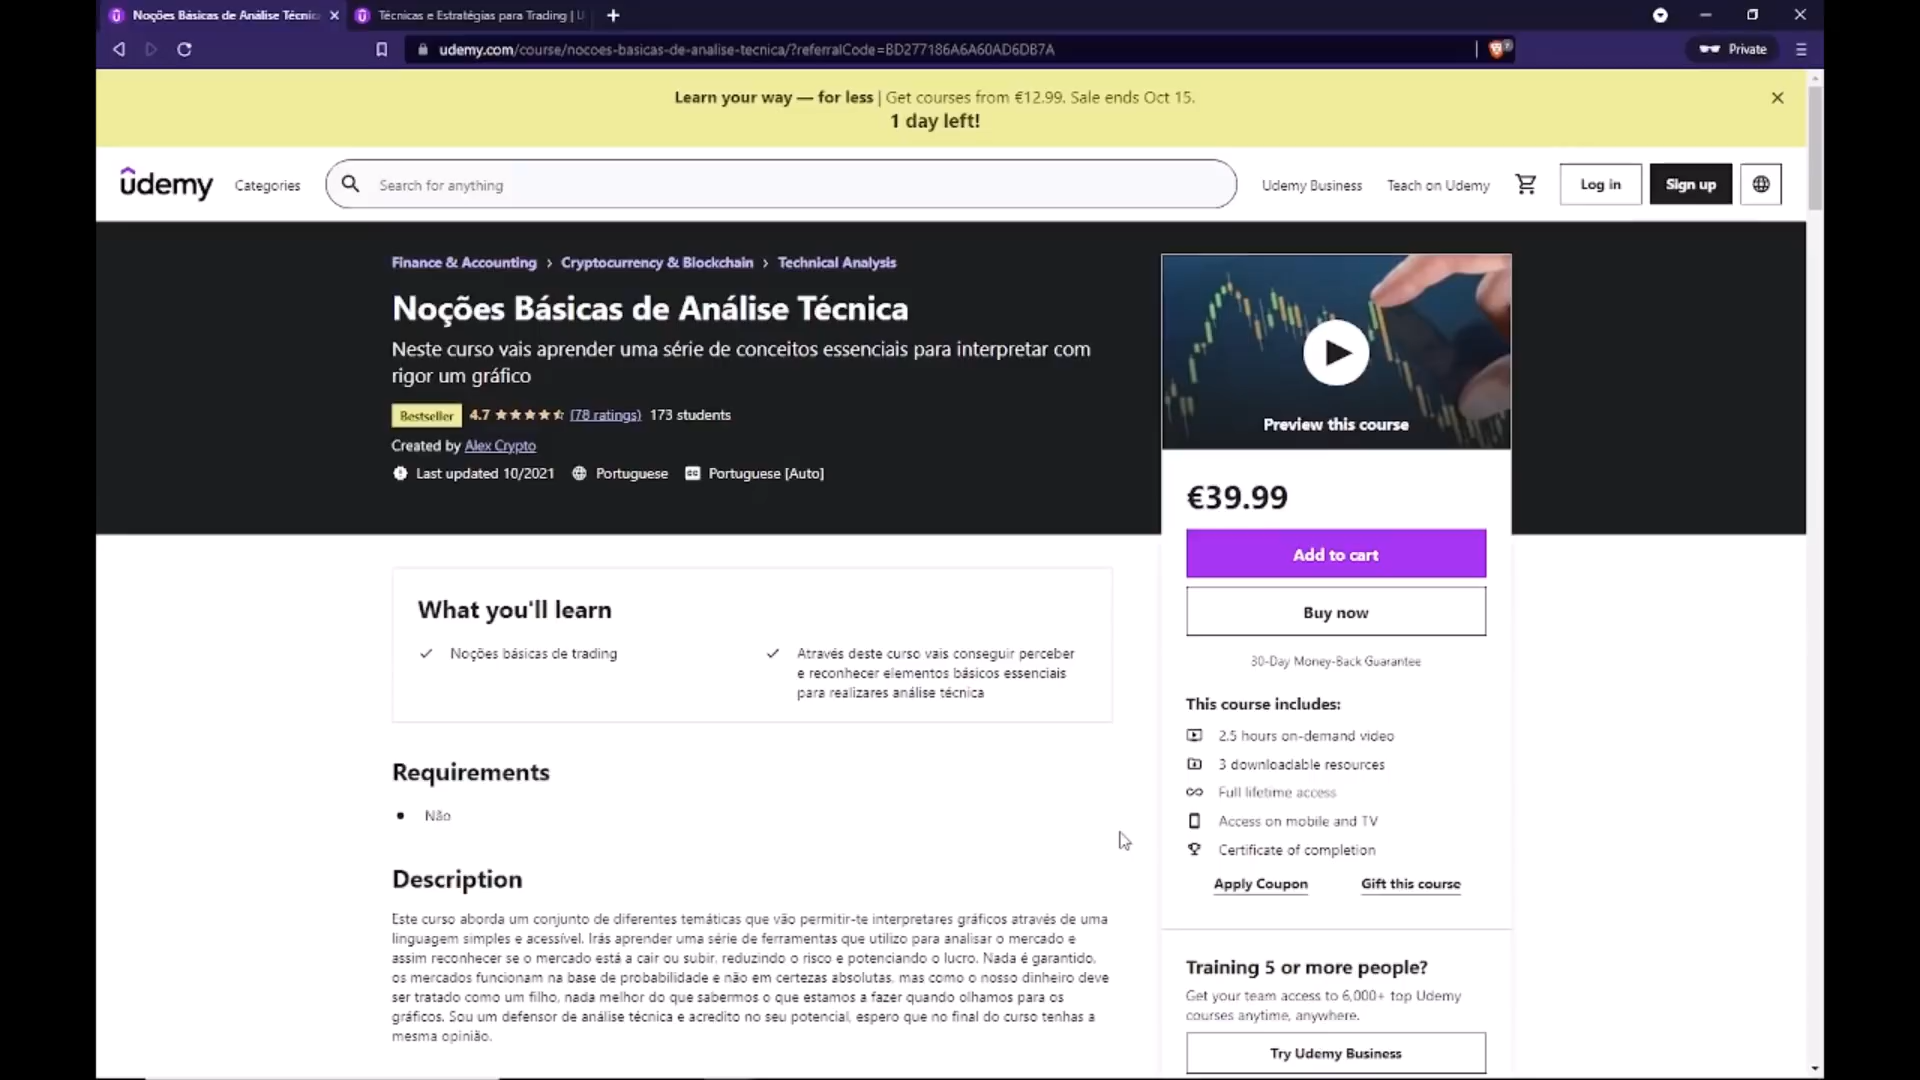 Noções Básicas de Análise Técnic
Técnicas e Estratégias para Trading | U
udemy.com/course/nocoes-basicas-de-analise-tecnica/?referralCode=BD277186A6A60AD6DB7A
Private
Learn your way — for less | Get courses from €12.99. Sale ends Oct 15.
1 day left!
udemy
Categories
Search for anything
Udemy Business
Teach on Udemy
Log in
Sign up
Finance & Accounting > Cryptocurrency & Blockchain > Technical Analysis
Noções Básicas de Análise Técnica
Neste curso vais aprender uma série de conceitos essenciais para interpretar com
rigor um gráfico
Bestseller 4.7 (78 ratings) 173 students
Created by Alex Crypto
Last updated 10/2021 Portuguese Portuguese [Auto]
Preview this course
€39.99
Add to cart
Buy now
30-Day Money-Back Guarantee
This course includes:
2.5 hours on-demand video
3 downloadable resources
Full lifetime access
Access on mobile and TV
Certificate of completion
Apply Coupon
Gift this course
Training 5 or more people?
Get your team access to 6,000+ top Udemy
courses anytime, anywhere.
Try Udemy Business
What you'll learn
Noções básicas de trading
Através deste curso vais conseguir perceber
e reconhecer elementos básicos essenciais
para realizares análise técnica
Requirements
Não
Description
Este curso aborda um conjunto de diferentes temáticas que vão permitir-te interpretares gráficos através de uma
linguagem simples e acessível. Irás aprender uma série de ferramentas que utilizo para analisar o mercado e
assim reconhecer se o mercado está a cair ou subir, reduzindo o risco e potenciando o lucro. Nada é garantido,
os mercados funcionam na base de probabilidade e não em certezas absolutas, mas como o nosso dinheiro deve
ser tratado como um filho, nada melhor do que sabermos o que estamos a fazer quando olhamos para os
gráficos. Sou um defensor de análise técnica e acredito no seu potencial, espero que no final do curso tenhas a
mesma opinião.